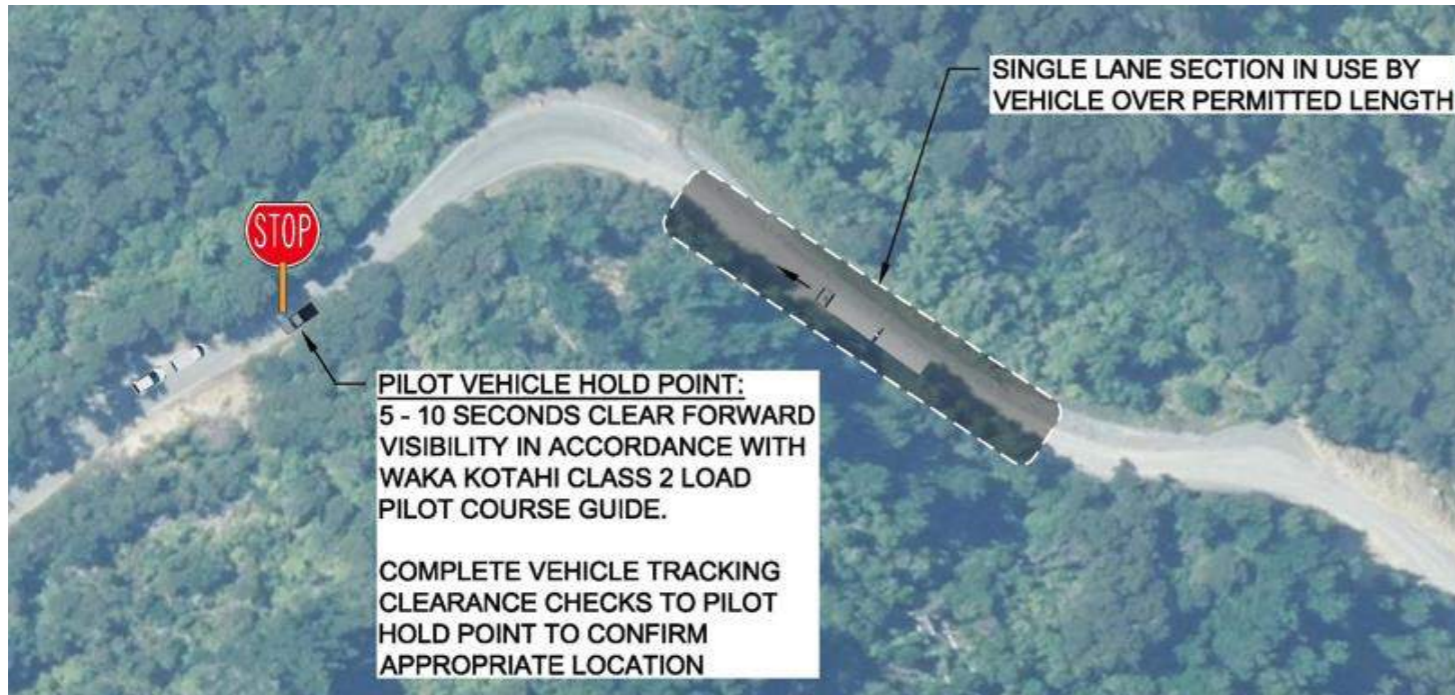 SINGLE LANE SECTION IN USE BY
VEHICLE OVER PERMITTED LENGTH
STOP
PILOT VEHICLE HOLD POINT:
5 - 10 SECONDS CLEAR FORWARD
VISIBILITY IN ACCORDANCE WITH
WAKA KOTAHI CLASS 2 LOAD
PILOT COURSE GUIDE.
COMPLETE VEHICLE TRACKING
CLEARANCE CHECKS TO PILOT
HOLD POINT TO CONFIRM
APPROPRIATE LOCATION